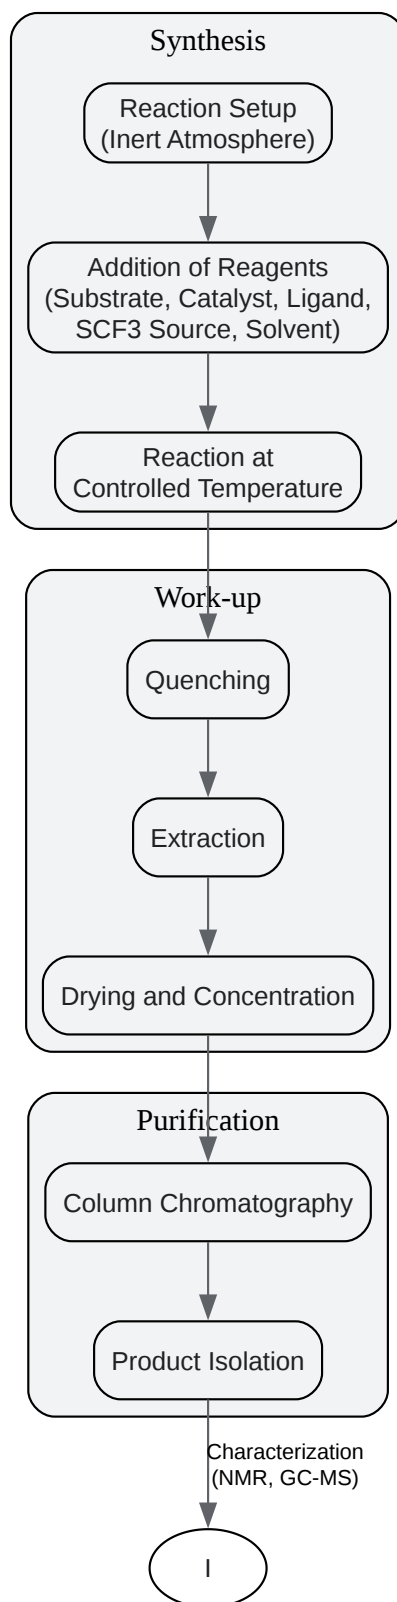 Synthesis
Reaction Setup
(Inert Atmosphere)
Addition of Reagents
(Substrate, Catalyst, Ligand,
SCF3 Source, Solvent)
Reaction at
Controlled Temperature
Work-up
Quenching
Extraction
Drying and Concentration
Purification
Column Chromatography
Product Isolation
Characterization
(NMR, GC-MS)
I